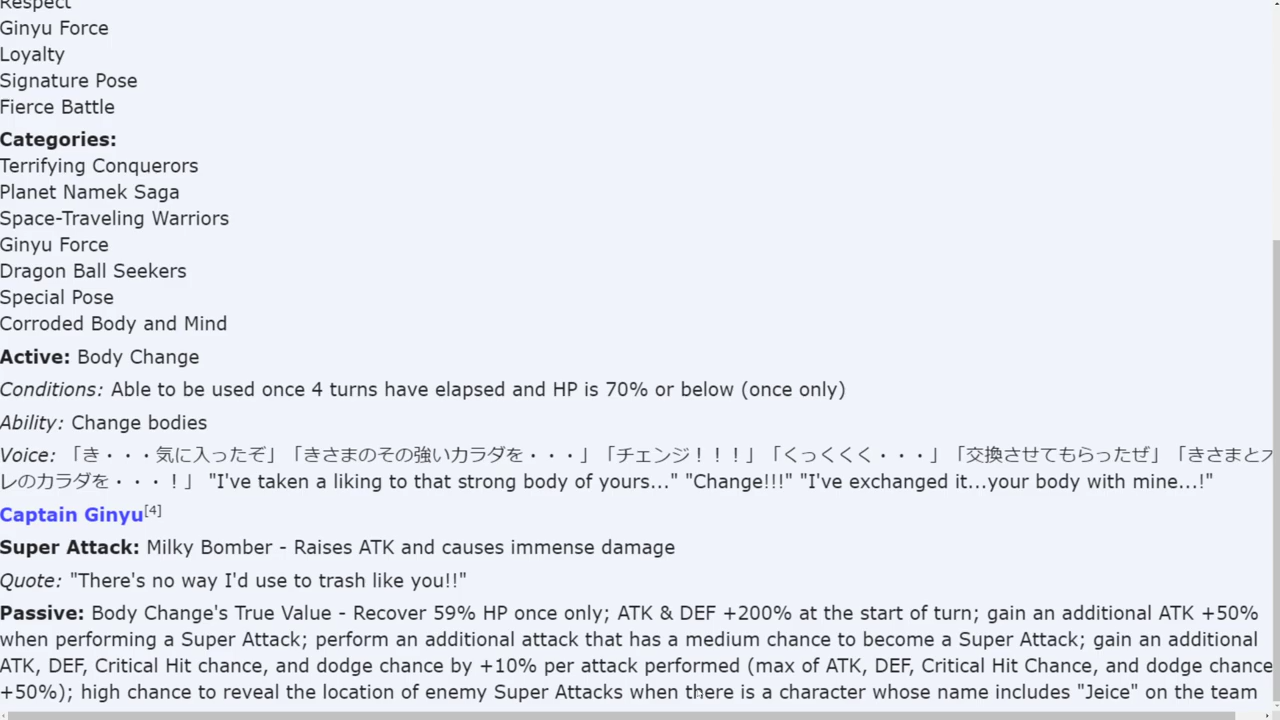 Respect
Ginyu Force
Loyalty
Signature Pose
Fierce Battle
Categories:
Terrifying Conquerors
Planet Namek Saga
Space-Traveling Warriors
Ginyu Force
Dragon Ball Seekers
Special Pose
Corroded Body and Mind
Active: Body Change
Conditions: Able to be used once 4 turns have elapsed and HP is 70% or below (once only)
Ability: Change bodies
Voice: 「き・・・気に入ったぞ」「きさまのその強いカラダを・・・」「チェンジ！！！」「くっくくく・・・」「交換させてもらったぜ」「きさまとオ
レのカラダを・・・！」 "I've taken a liking to that strong body of yours..." "Change!!!" "I've exchanged it...your body with mine...!"
Captain Ginyu[4]
Super Attack: Milky Bomber - Raises ATK and causes immense damage
Quote: "There's no way I'd use to trash like you!!"
Passive: Body Change's True Value - Recover 59% HP once only; ATK & DEF +200% at the start of turn; gain an additional ATK +50%
when performing a Super Attack; perform an additional attack that has a medium chance to become a Super Attack; gain an additional
ATK, DEF, Critical Hit chance, and dodge chance by +10% per attack performed (max of ATK, DEF, Critical Hit Chance, and dodge chance
+50%); high chance to reveal the location of enemy Super Attacks when there is a character whose name includes "Jeice" on the team